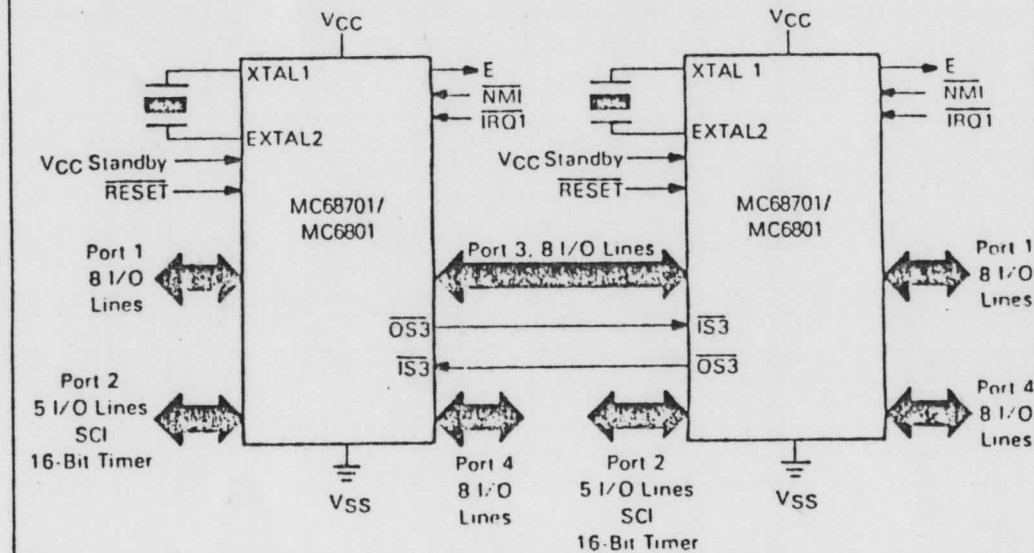 VCC
XTAL1
EXTAL2
VCC Standby
RESET
E
NMI
IRQ1
MC68701/
MC6801
Port 1
8 I/O
Lines
Port 2
5 I/O Lines
SCI
16-Bit Timer
Port 3, 8 I/O Lines
OS3
IS3
IS3
OS3
Port 4
8 I/O
Lines
VSS
VCC
XTAL 1
EXTAL2
VCC Standby
RESET
E
NMI
IRQ1
MC68701/
MC6801
Port 1
8 I/O
Lines
Port 2
5 I/O Lines
SCI
16-Bit Timer
Port 4
8 I/O
Lines
VSS